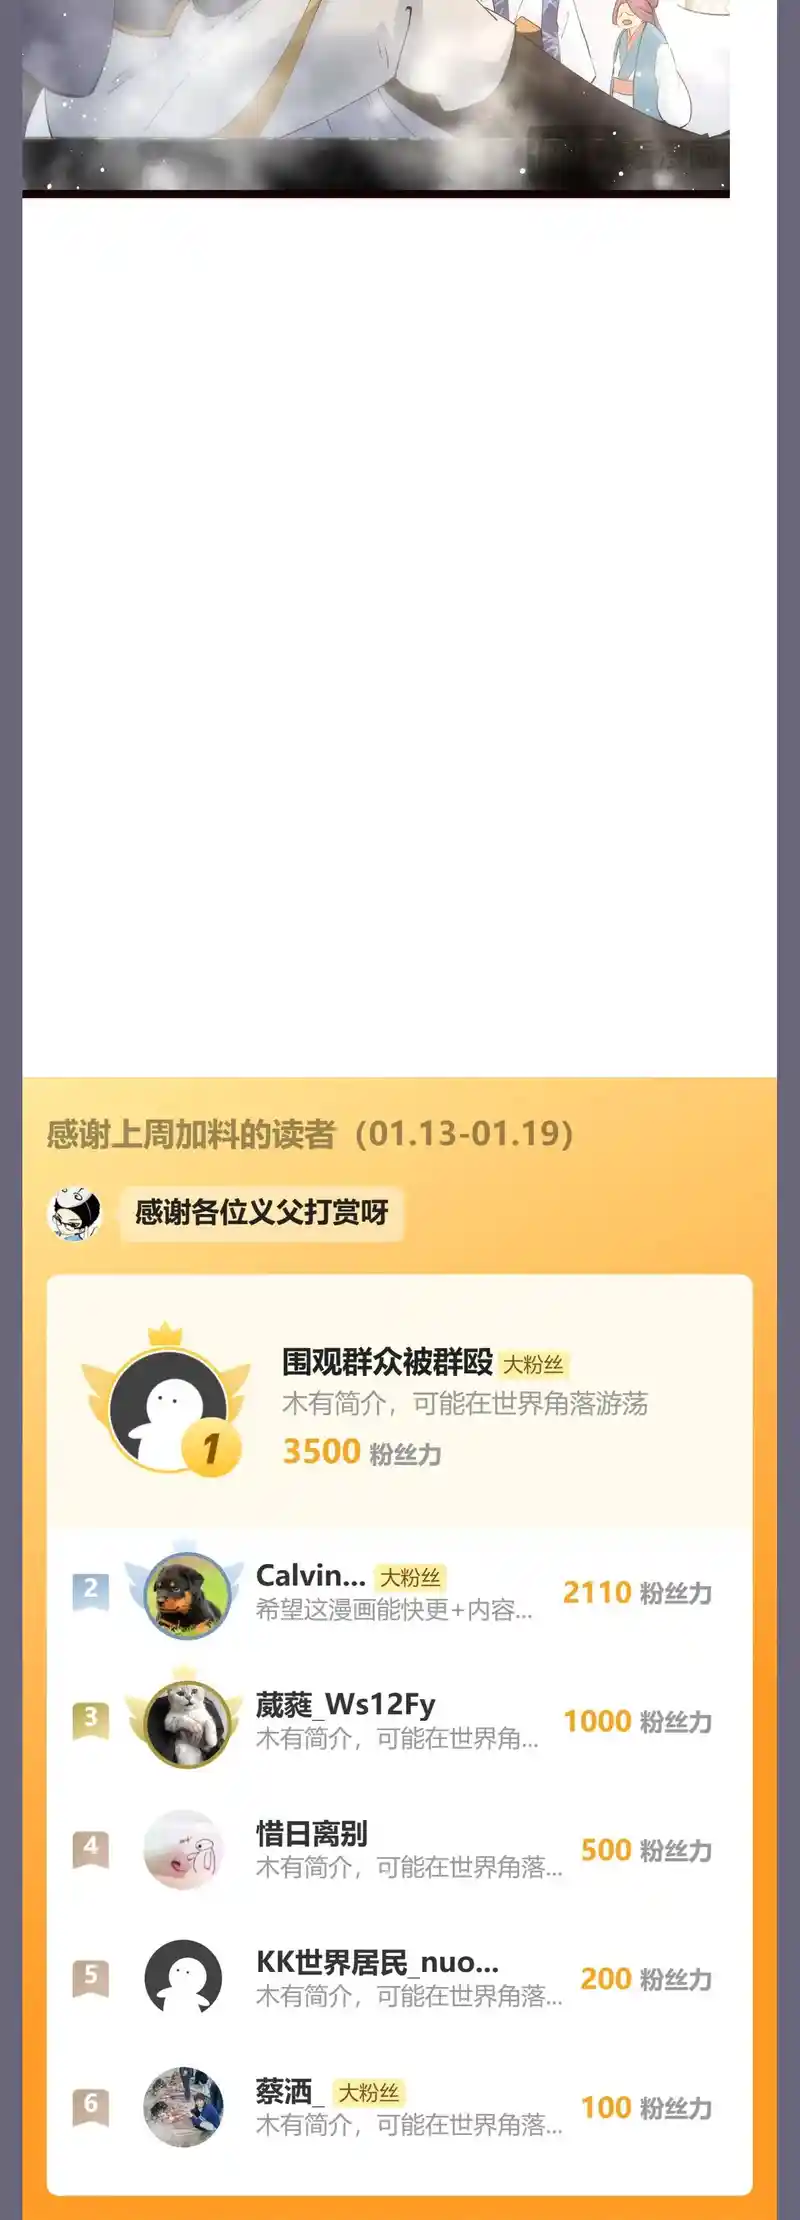 感谢上周加料的读者（01.13-01.19）
感谢各位义父打赏呀
围观群众被群殴 大粉丝
木有简介，可能在世界角落游荡
1
3500 粉丝力
2
Calvin... 大粉丝
希望这漫画能快更+内容...
2110 粉丝力
3
葳蕤_Ws12Fy
木有简介，可能在世界角...
1000 粉丝力
4
惜日离别
木有简介，可能在世界角落...
500 粉丝力
5
KK世界居民_nuo...
木有简介，可能在世界角落...
200 粉丝力
6
蔡洒_ 大粉丝
木有简介，可能在世界角落...
100 粉丝力